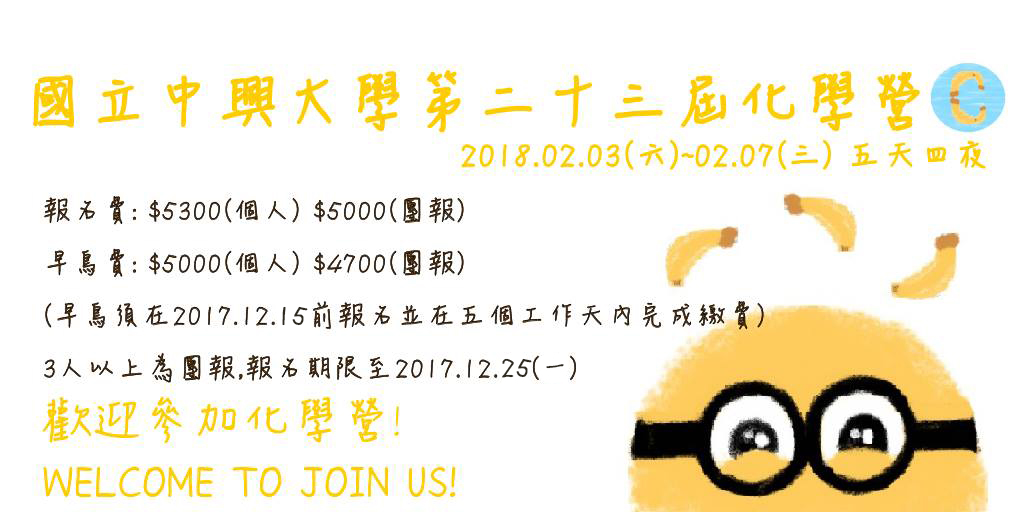 國立中興大學第二十三屆化學營 C
2018.02.03(六)~02.07(三) 五天四夜
報名費: $5300(個人) $5000(團報)
早鳥費: $5000(個人) $4700(團報)
(早鳥須在2017.12.15前報名並在五個工作天內完成繳費)
3人以上為團報,報名期限至2017.12.25(一)
歡迎參加化學營!
WELCOME TO JOIN US!